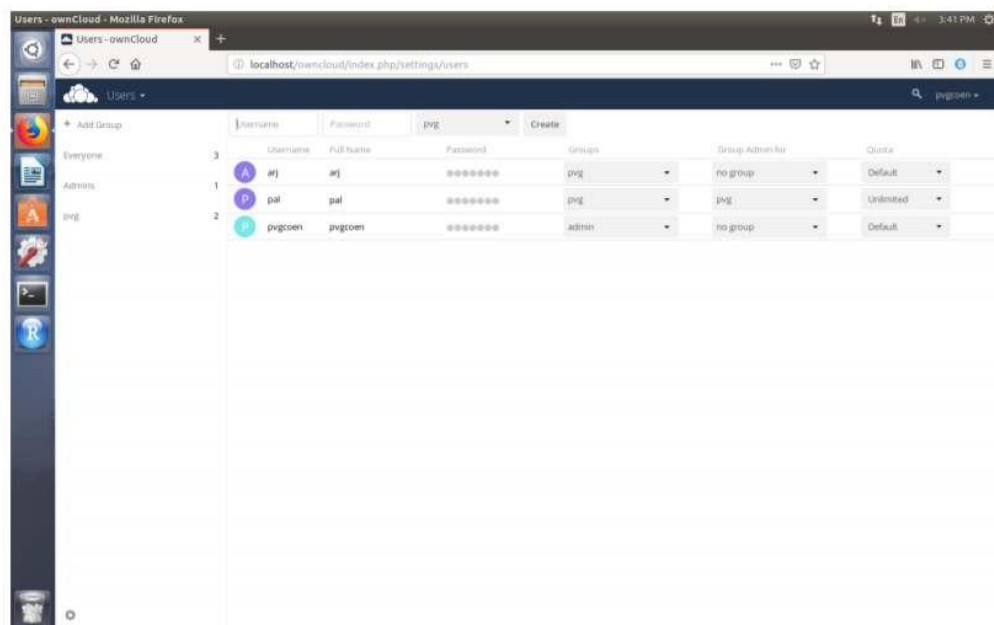 Users - ownCloud - Mozilla Firefox
En
3:41 PM
Users - ownCloud × +
localhost/owncloud/index.php/settings/users
Users
pvgcoen
+ Add Group
Everyone 3
Admins 1
pvg 2
Username Password pvg Create
Username Full Name Password Groups Group Admin for Quota
A arj arj pvg no group Default
P pal pal pvg pvg Unlimited
P pvgcoen pvgcoen admin no group Default
A
>_
R